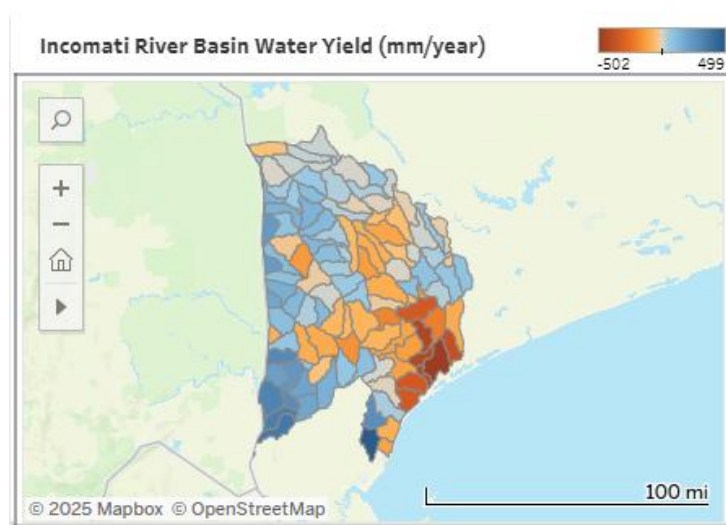 Incomati River Basin Water Yield (mm/year)
-502 499
100 mi
© 2025 Mapbox © OpenStreetMap